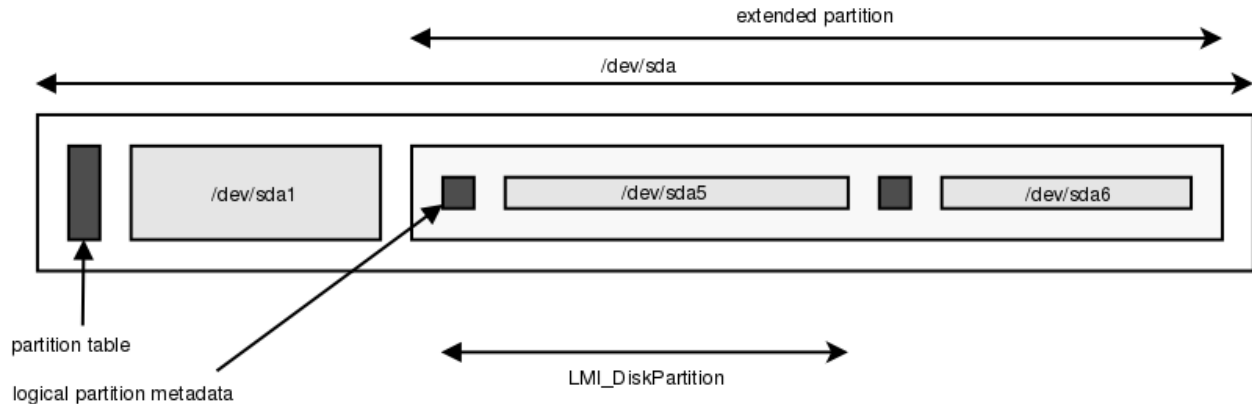 extended partition
/dev/sda
/dev/sda1
/dev/sda5
/dev/sda6
partition table
LMI_DiskPartition
logical partition metadata